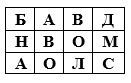 Б А В Д
Н В О М
А О Л С